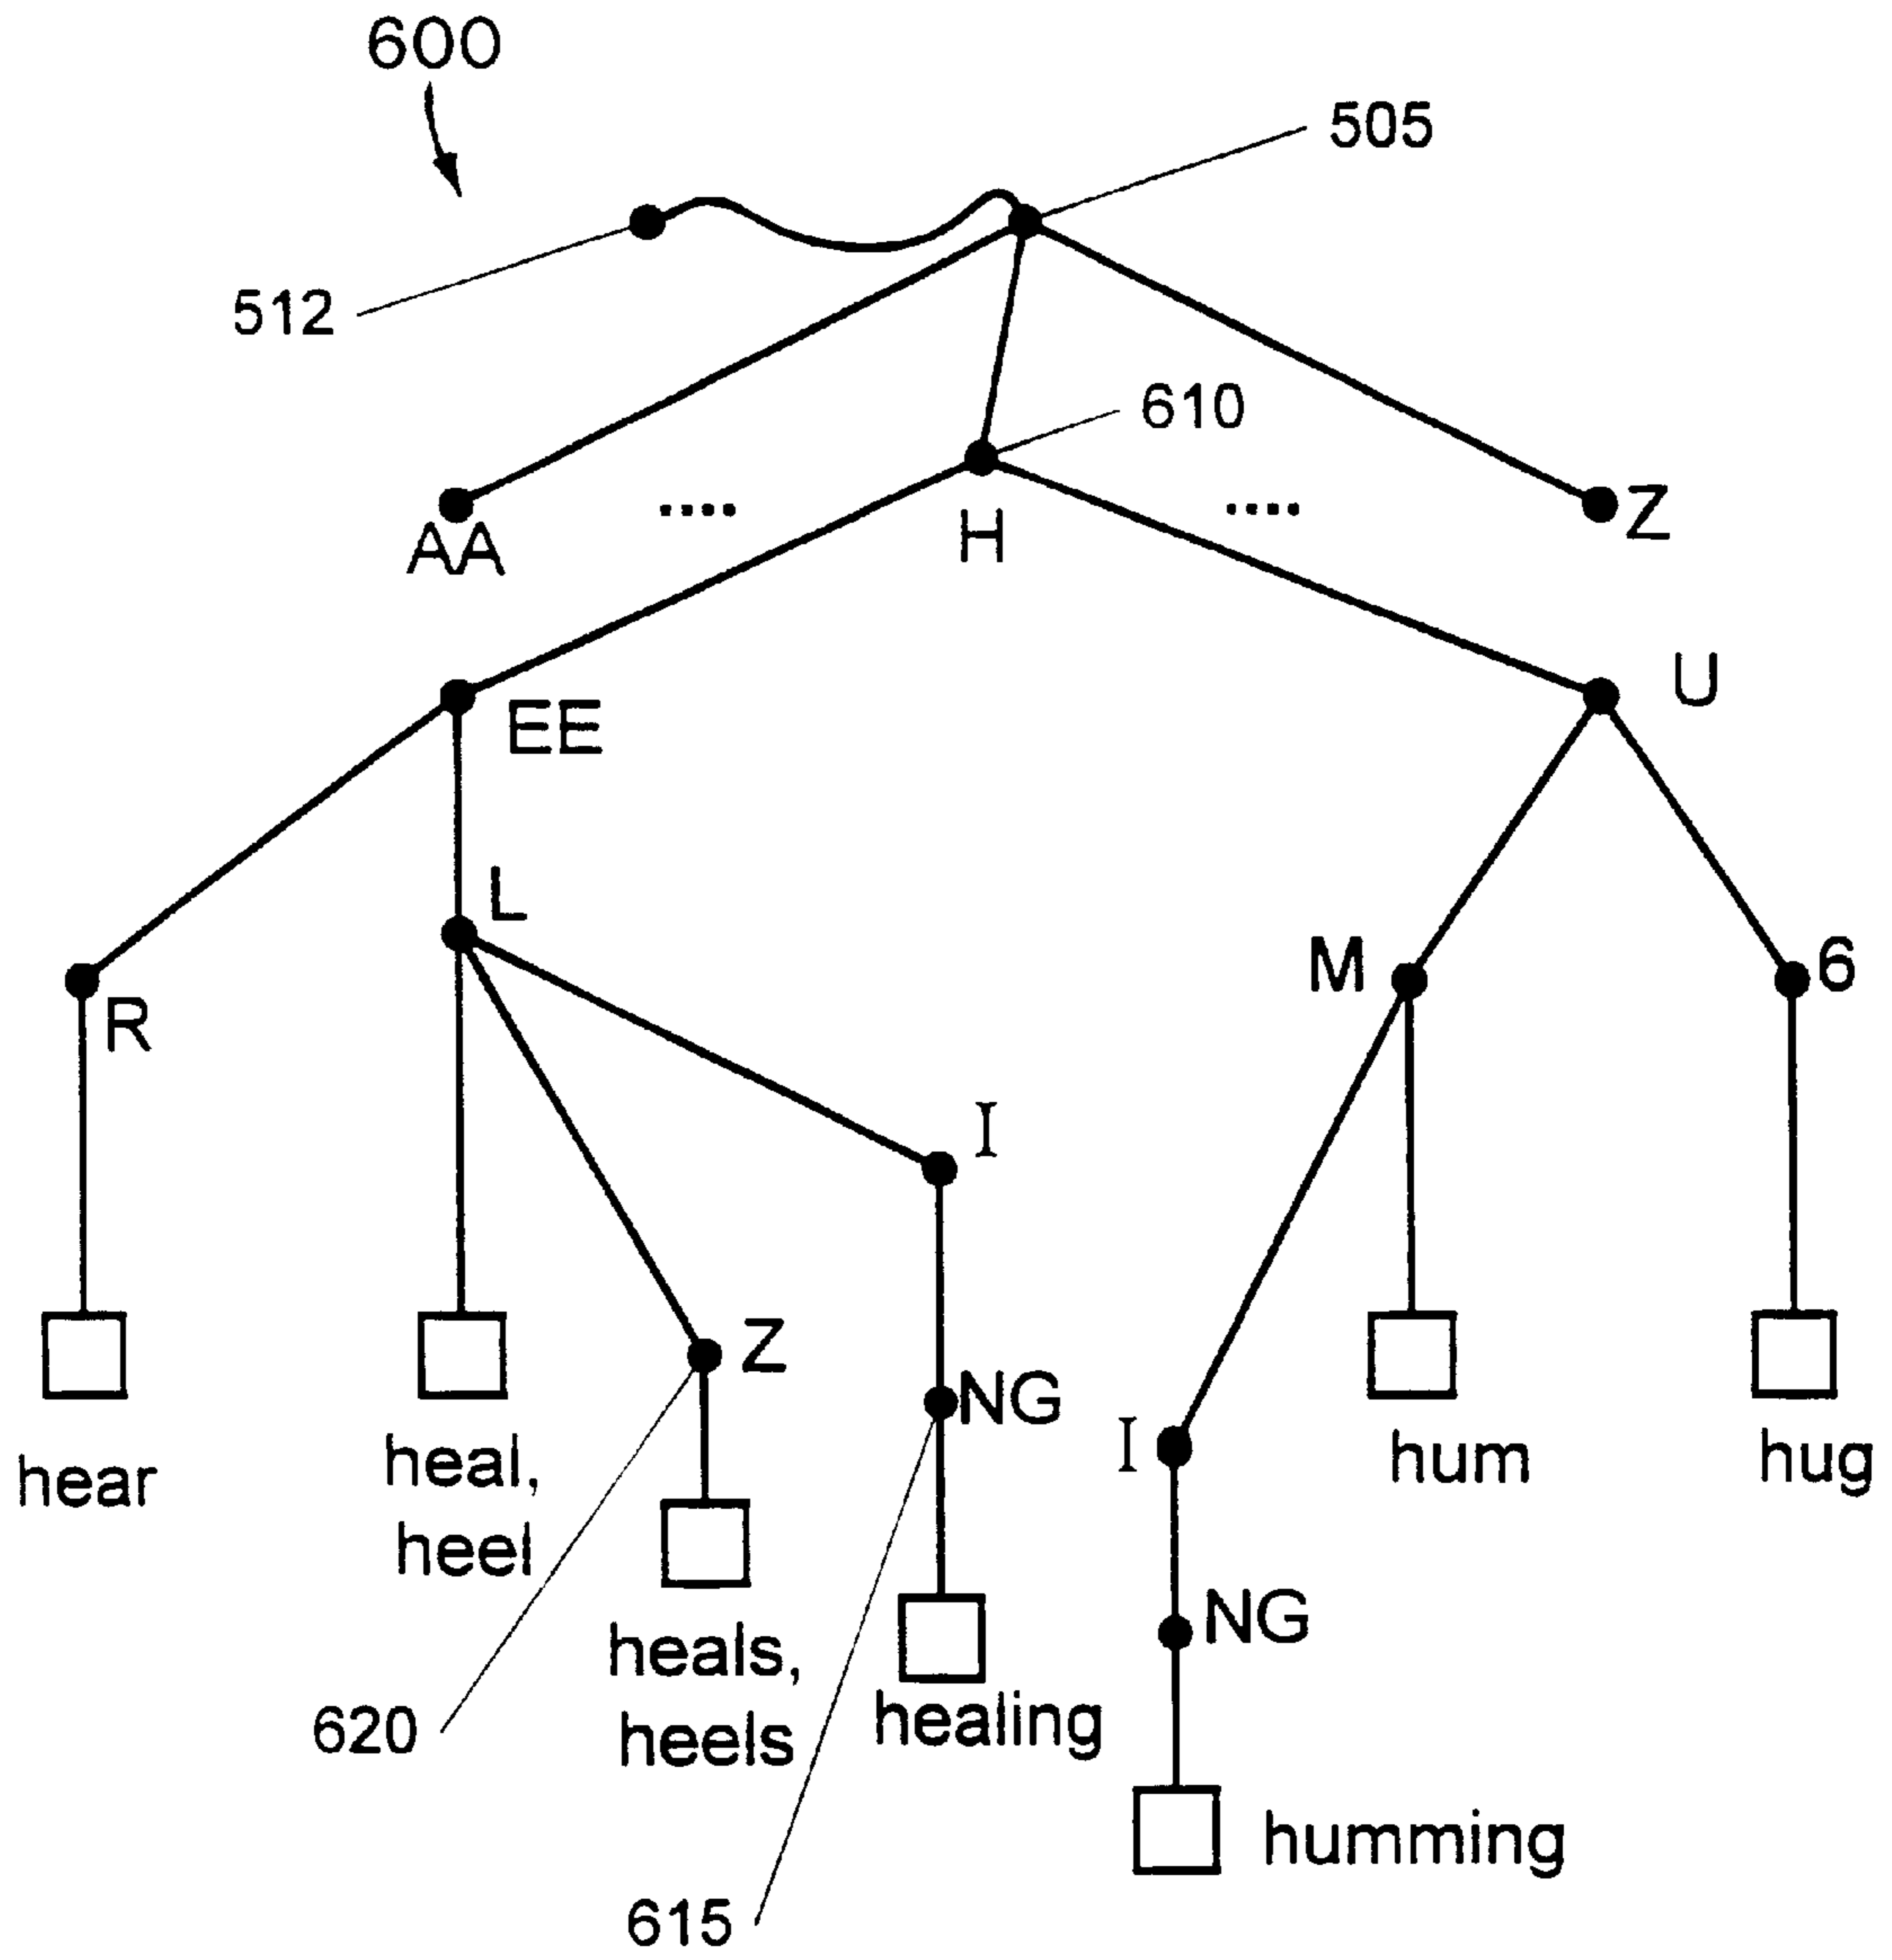 600
505
512
610
AA
....
H
....
Z
EE
U
L
R
M
6
I
Z
NG
I
hear
heal,
heel
hum
hug
heals,
heels
healing
NG
620
humming
615